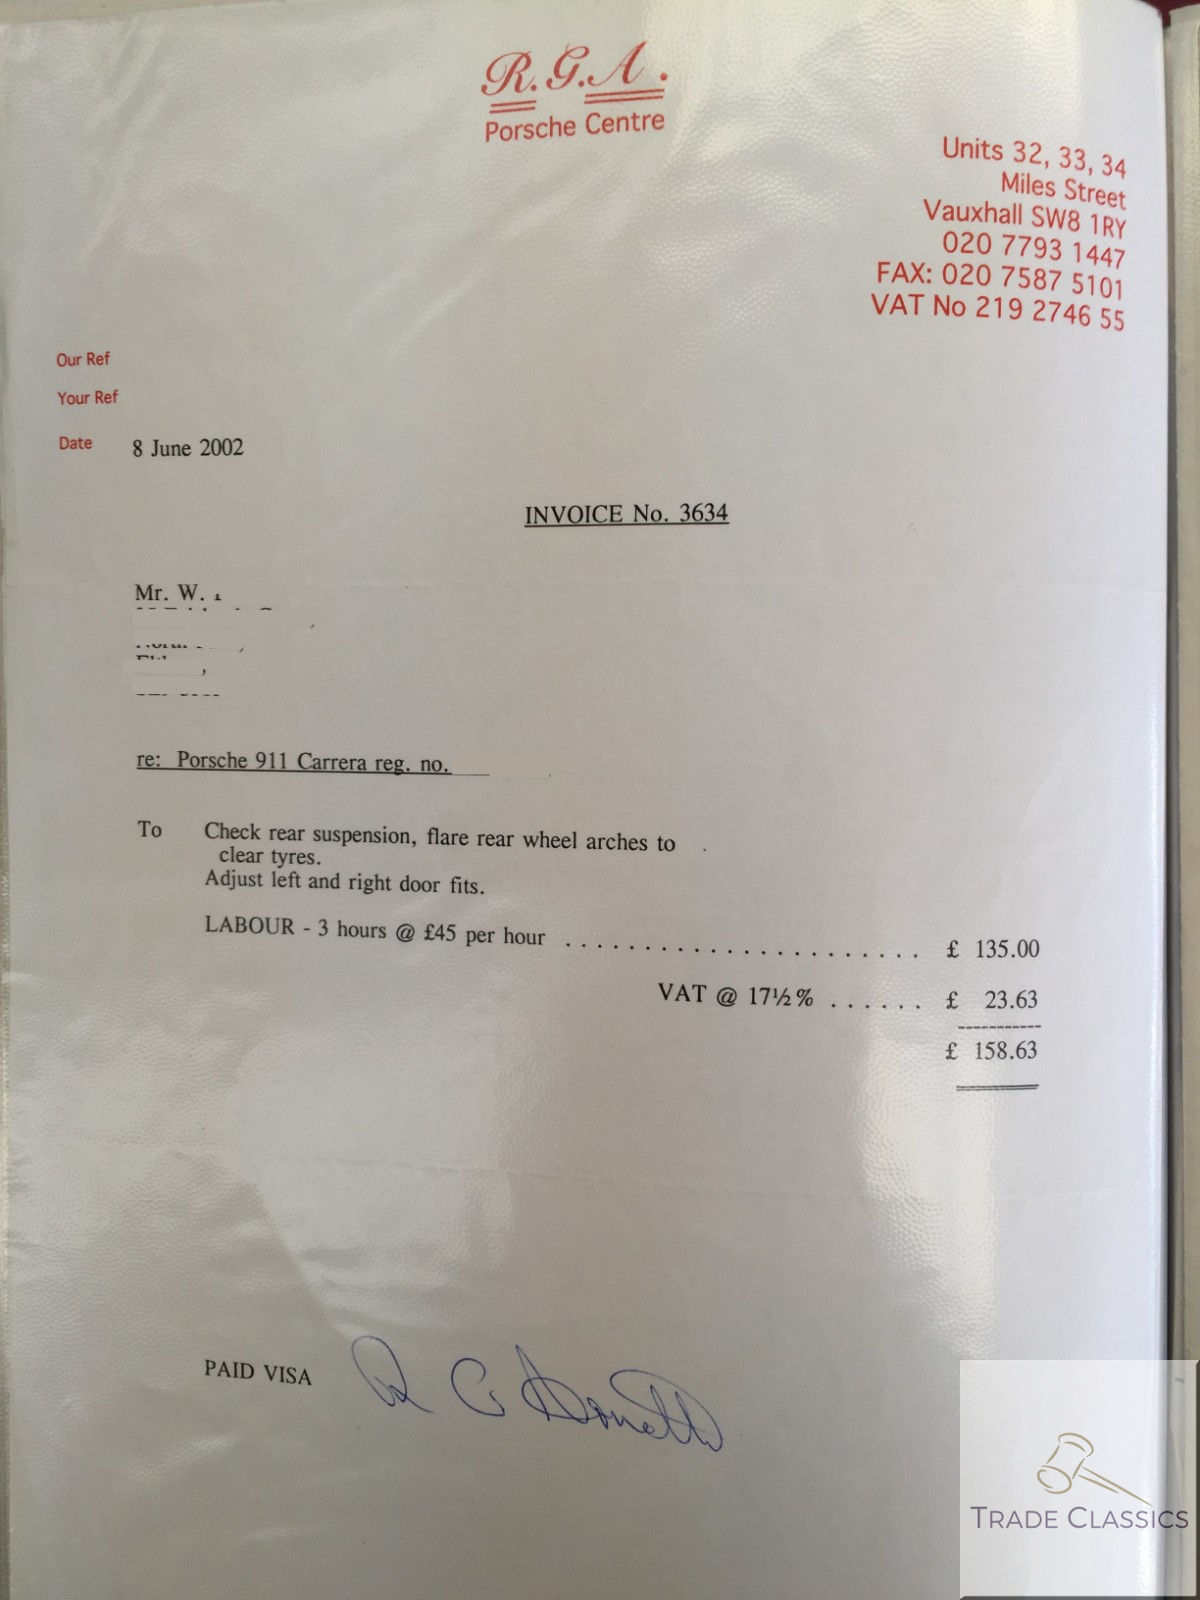 R.G.A.
Porsche Centre
Units 32, 33, 34
Miles Street
Vauxhall SW8 1RY
020 7793 1447
FAX: 020 7587 5101
VAT No 219 2746 55
Our Ref
Your Ref
Date 8 June 2002
INVOICE No. 3634
Mr. W.
re: Porsche 911 Carrera reg. no.
To Check rear suspension, flare rear wheel arches to
clear tyres.
Adjust left and right door fits.
LABOUR - 3 hours @ £45 per hour ....................... £ 135.00
VAT @ 17½% ...... £ 23.63
£ 158.63
PAID VISA
TRADE CLASSICS